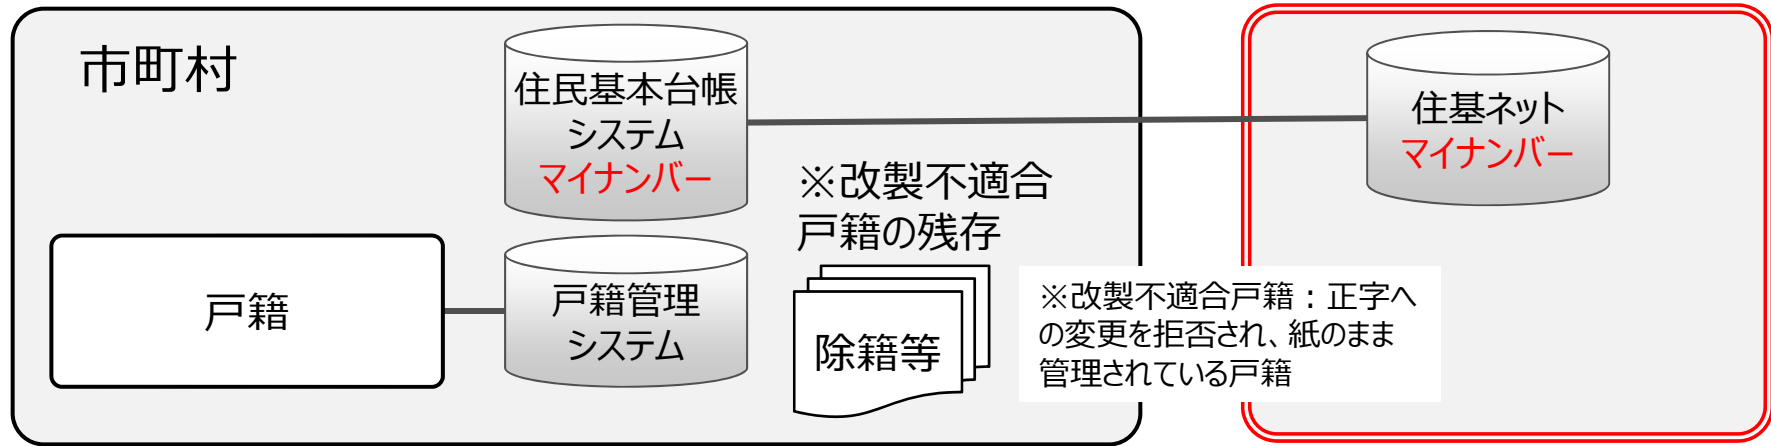 市町村
住民基本台帳
システム
マイナンバー
住基ネット
マイナンバー
※改製不適合
戸籍の残存
戸籍
戸籍管理
システム
除籍等
※改製不適合戸籍：正字へ
の変更を拒否され、紙のまま
管理されている戸籍